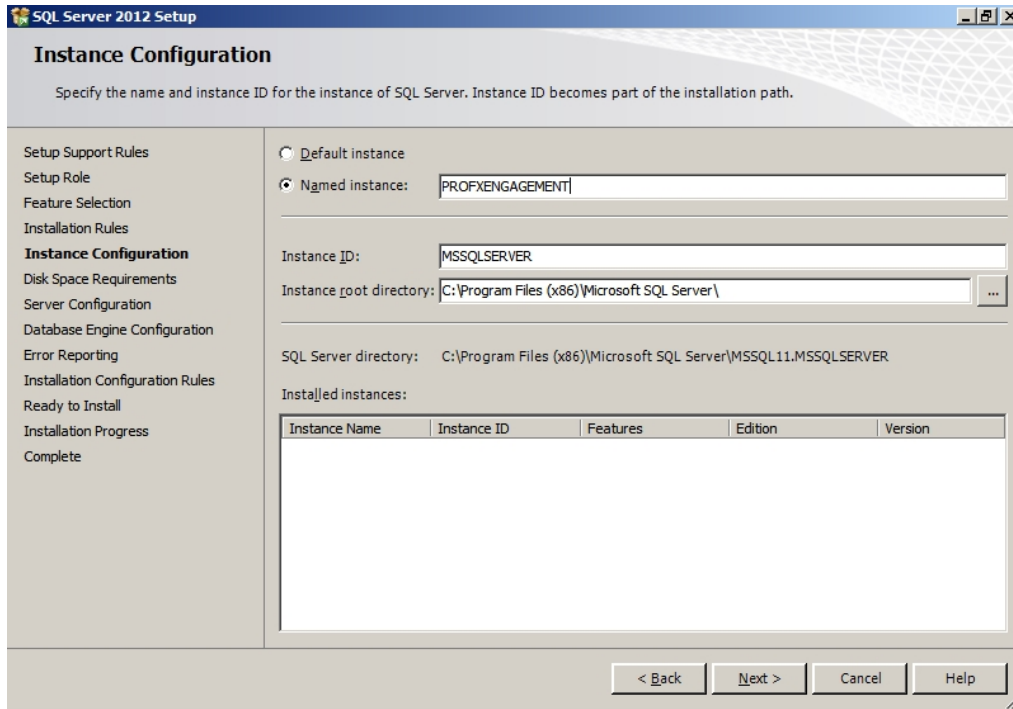 SQL Server 2012 Setup
Instance Configuration
Specify the name and instance ID for the instance of SQL Server. Instance ID becomes part of the installation path.
Setup Support Rules
Setup Role
Feature Selection
Installation Rules
Instance Configuration
Disk Space Requirements
Server Configuration
Database Engine Configuration
Error Reporting
Installation Configuration Rules
Ready to Install
Installation Progress
Complete
Default instance
Named instance: PROFXENGAGEMENT
Instance ID: MSSQLSERVER
Instance root directory: C:\Program Files (x86)\Microsoft SQL Server\ ...
SQL Server directory: C:\Program Files (x86)\Microsoft SQL Server\MSSQL11.MSSQLSERVER
Installed instances:
Instance Name Instance ID Features Edition Version
< Back Next > Cancel Help